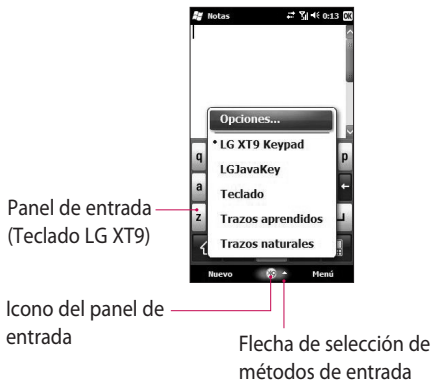 Notas 0:13 OK
Opciones...
LG XT9 Keypad
q p
LGJavaKey
a
Teclado
z
Trazos aprendidos
Trazos naturales
Nuevo Menú
Panel de entrada
(Teclado LG XT9)
Icono del panel de
entrada
Flecha de selección de
métodos de entrada